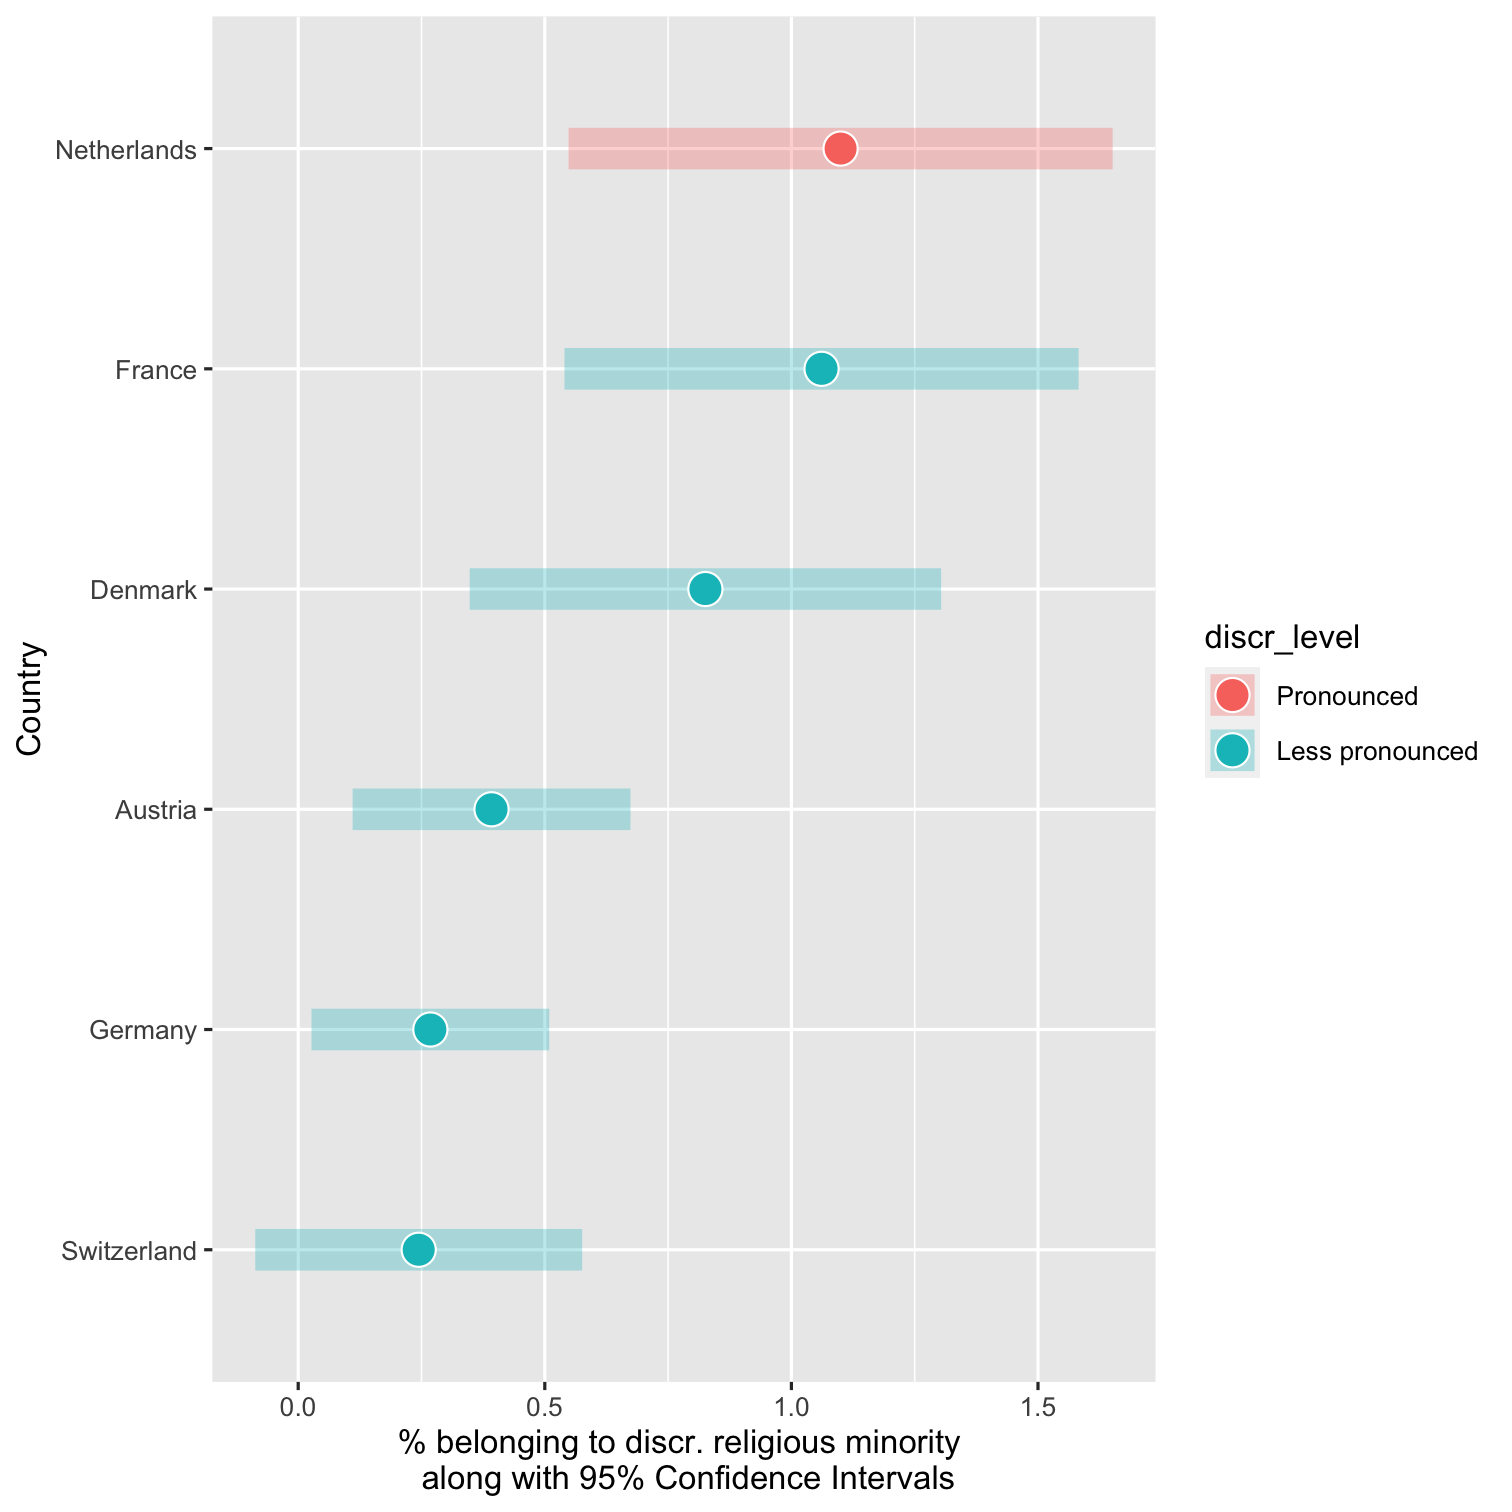 Netherlands
France
Denmark
Austria
Germany
Switzerland
Country
0.0 0.5 1.0 1.5
% belonging to discr. religious minority
along with 95% Confidence Intervals
discr_level
Pronounced
Less pronounced